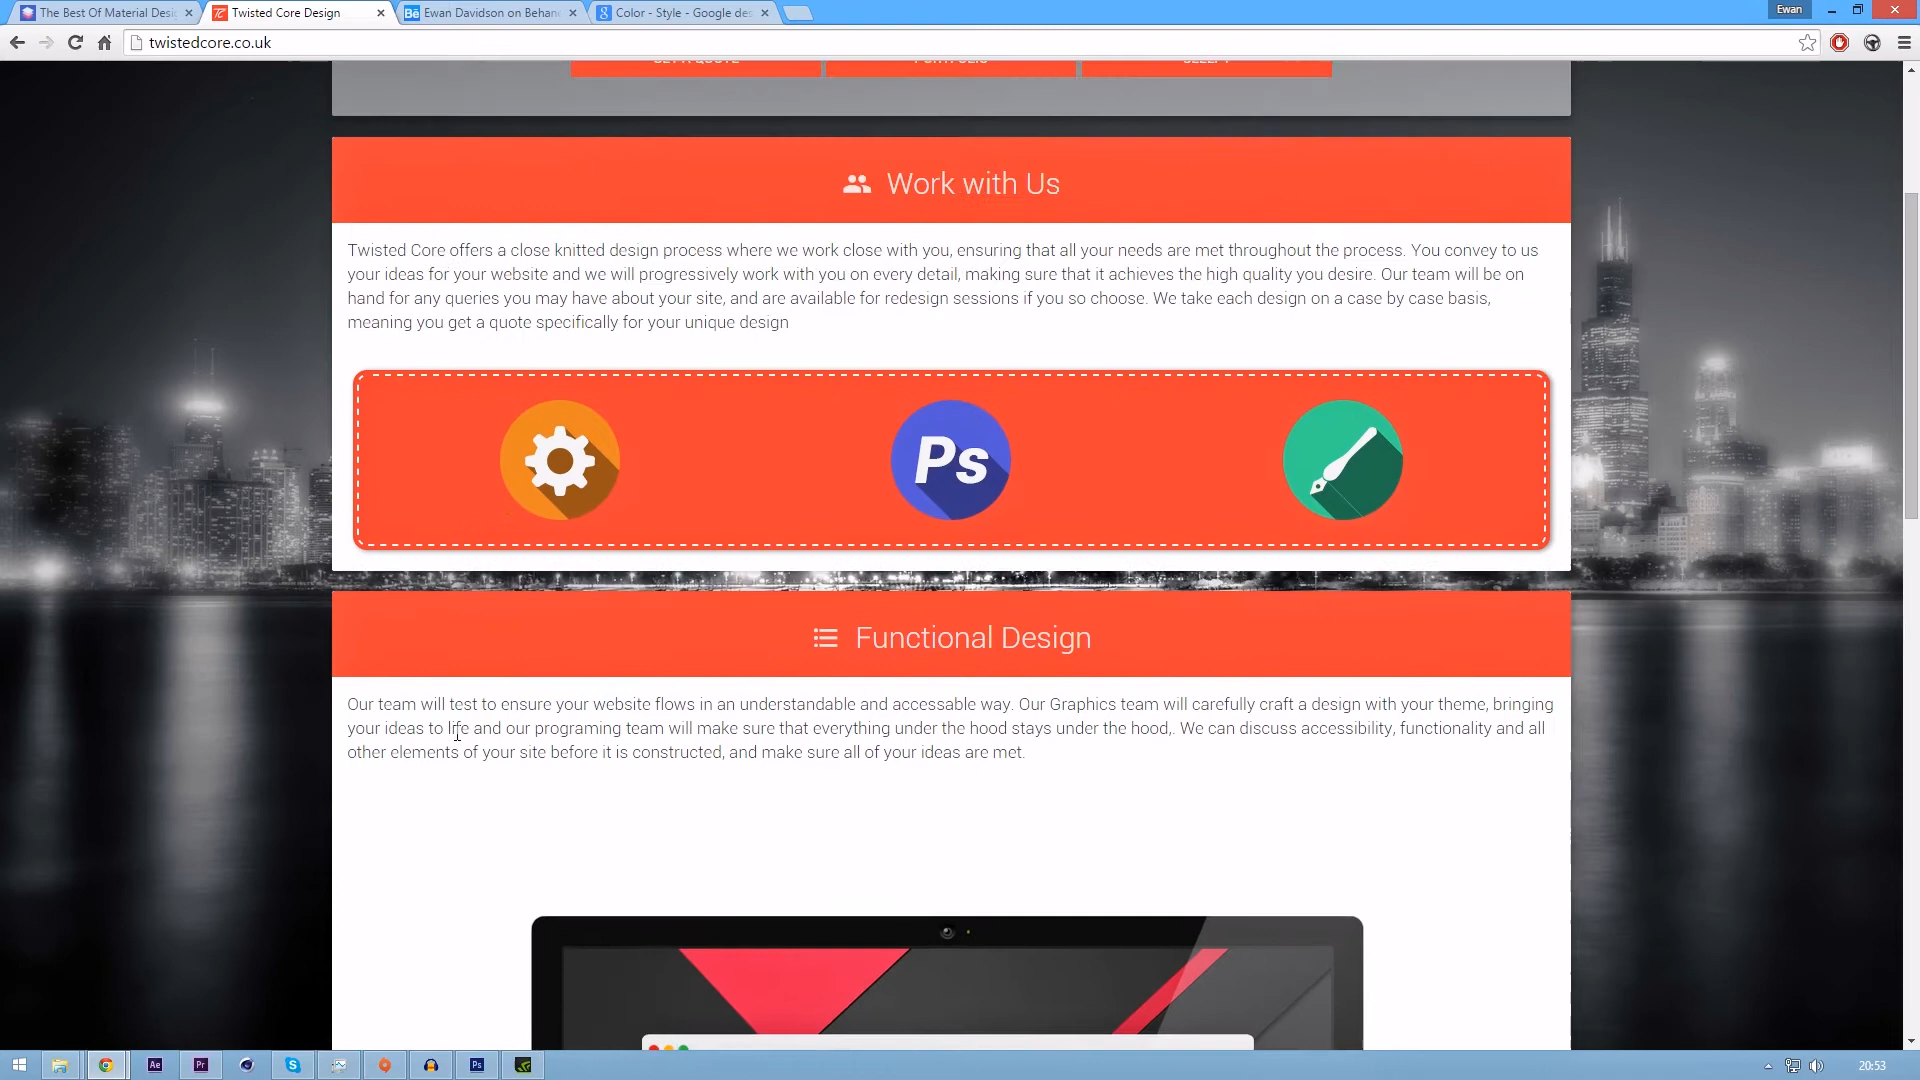 The Best Of Material Desi
Twisted Core Design
Ewan Davidson on Behan
Color - Style - Google des
Ewan
twistedcore.co.uk
GET A QUOTE
PORTFOLIO
Work with Us
Twisted Core offers a close knitted design process where we work close with you, ensuring that all your needs are met throughout the process. You convey to us
your ideas for your website and we will progressively work with you on every detail, making sure that it achieves the high quality you desire. Our team will be on
hand for any queries you may have about your site, and are available for redesign sessions if you so choose. We take each design on a case by case basis,
meaning you get a quote specifically for your unique design
Ps
Functional Design
Our team will test to ensure your website flows in an understandable and accessable way. Our Graphics team will carefully craft a design with your theme, bringing
your ideas to life and our programing team will make sure that everything under the hood stays under the hood,. We can discuss accessibility, functionality and all
other elements of your site before it is constructed, and make sure all of your ideas are met.
Ae
Pr
Ps
20:53